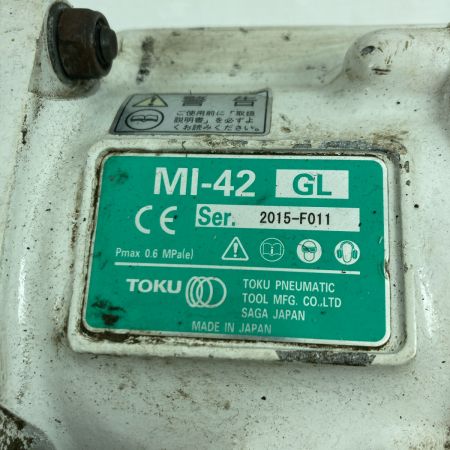 警告
ご使用前に「取扱
説明書」を必ずよ
くお読みください。
MI-42 GL
CE Ser. 2015-F011
Pmax 0.6 MPa(e)
TOKU
TOKU PNEUMATIC
TOOL MFG. CO.,LTD
SAGA JAPAN
MADE IN JAPAN